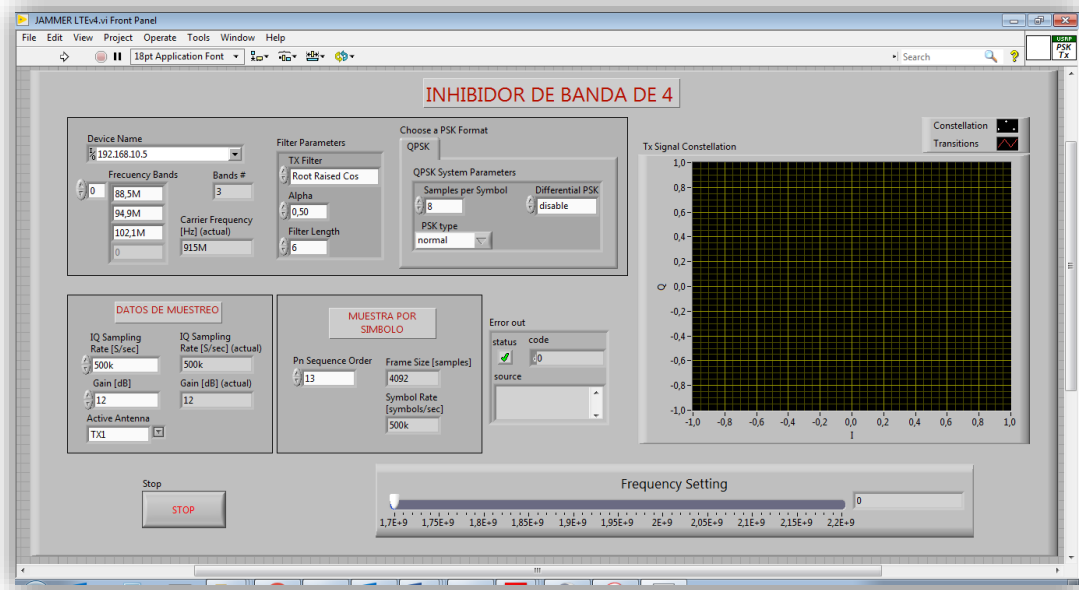 JAMMER LTEv4.vi Front Panel
File Edit View Project Operate Tools Window Help
18pt Application Font
Search
USRP
PSK
Tx
INHIBIDOR DE BANDA DE 4
Device Name
192.168.10.5
Frecuency Bands
0
88,5M
94,9M
102,1M
0
Bands #
3
Carrier Frequency
[Hz] (actual)
915M
Filter Parameters
TX Filter
Root Raised Cos
Alpha
0,50
Filter Length
6
Choose a PSK Format
QPSK
QPSK System Parameters
Samples per Symbol
8
Differential PSK
disable
PSK type
normal
Tx Signal Constellation
Constellation
Transitions
1,0
0,8
0,6
0,4
0,2
0,0
-0,2
-0,4
-0,6
-0,8
-1,0
Q
-1,0 -0,8 -0,6 -0,4 -0,2 0,0 0,2 0,4 0,6 0,8 1,0
I
DATOS DE MUESTREO
IQ Sampling
Rate [S/sec]
500k
IQ Sampling
Rate [S/sec] (actual)
500k
Gain [dB]
12
Gain [dB] (actual)
12
Active Antenna
TX1
MUESTRA POR
SIMBOLO
Pn Sequence Order
13
Frame Size [samples]
4092
Symbol Rate
[symbols/sec]
500k
Error out
status code
0
source
Stop
STOP
Frequency Setting
0
1,7E+9 1,75E+9 1,8E+9 1,85E+9 1,9E+9 1,95E+9 2E+9 2,05E+9 2,1E+9 2,15E+9 2,2E+9